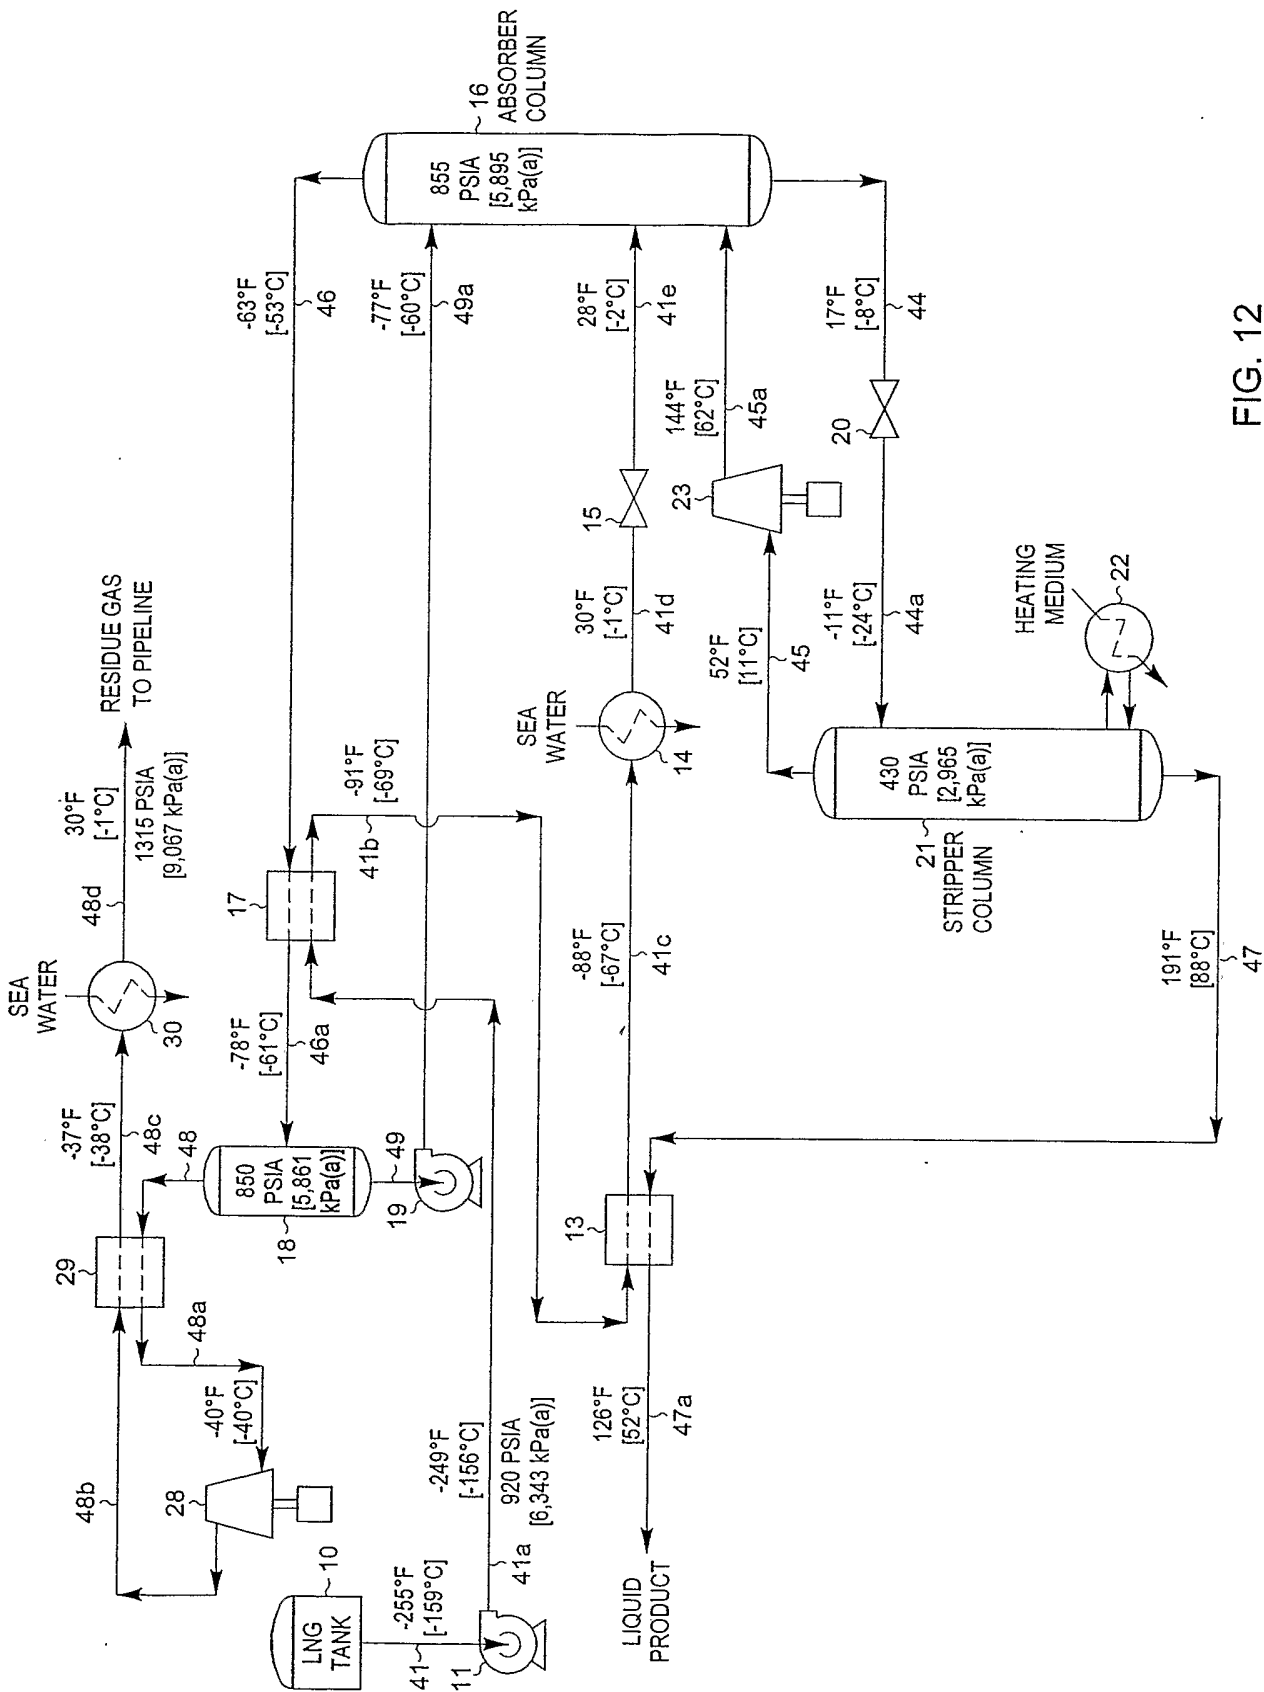 SEA
WATER
48d
30°F
[-1°C]
1315 PSIA
[9,067 kPa(a)]
RESIDUE GAS
TO PIPELINE
30
-37°F
[-38°C]
48c
29
48
48a
-40°F
[-40°C]
48b
28
850
PSIA
[5,861
kPa(a)]
18
49
19
-78°F
[-61°C]
46a
17
-63°F
[-53°C]
46
-91°F
[-69°C]
41b
-77°F
[-60°C]
49a
16
ABSORBER
COLUMN
855
PSIA
[5,895
kPa(a)]
LNG
TANK
10
-255°F
[-159°C]
41
11
41a
-249°F
[-156°C]
920 PSIA
[6,343 kPa(a)]
13
-88°F
[-67°C]
41c
SEA
WATER
14
30°F
[-1°C]
41d
15
28°F
[-2°C]
41e
144°F
[62°C]
45a
23
52°F
[11°C]
45
17°F
[-8°C]
44
20
-11°F
[-24°C]
44a
HEATING
MEDIUM
22
430
PSIA
[2,965
kPa(a)]
21
STRIPPER
COLUMN
191°F
[88°C]
47
126°F
[52°C]
47a
LIQUID
PRODUCT
FIG. 12